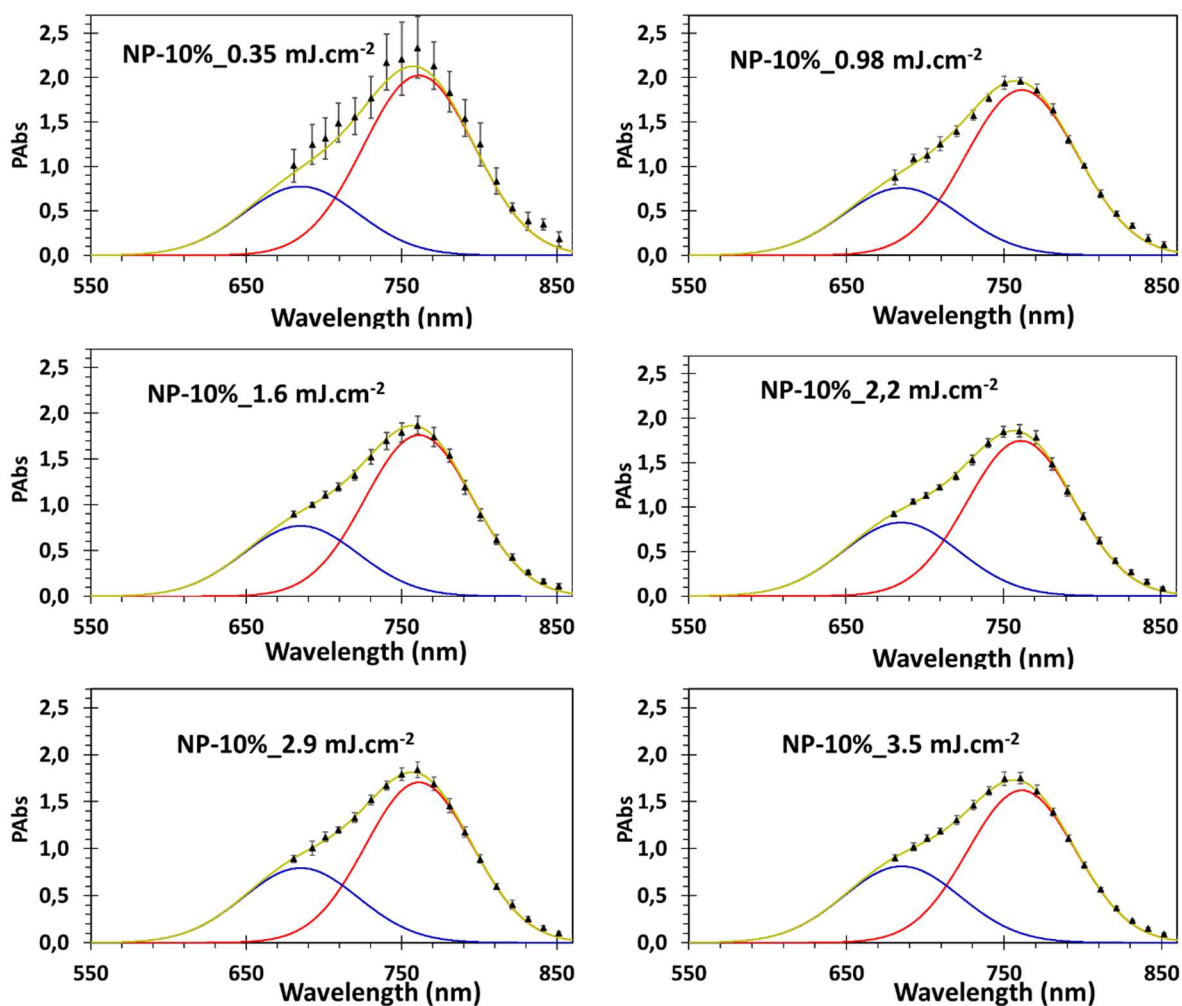 NP-10%_0.35 mJ.cm-2
PAbs
2,5
2,0
1,5
1,0
0,5
0,0
550 650 750 850
Wavelength (nm)
NP-10%_0.98 mJ.cm-2
PAbs
2,5
2,0
1,5
1,0
0,5
0,0
550 650 750 850
Wavelength (nm)
NP-10%_1.6 mJ.cm-2
PAbs
2,5
2,0
1,5
1,0
0,5
0,0
550 650 750 850
Wavelength (nm)
NP-10%_2,2 mJ.cm-2
PAbs
2,5
2,0
1,5
1,0
0,5
0,0
550 650 750 850
Wavelength (nm)
NP-10%_2.9 mJ.cm-2
PAbs
2,5
2,0
1,5
1,0
0,5
0,0
550 650 750 850
Wavelength (nm)
NP-10%_3.5 mJ.cm-2
PAbs
2,5
2,0
1,5
1,0
0,5
0,0
550 650 750 850
Wavelength (nm)